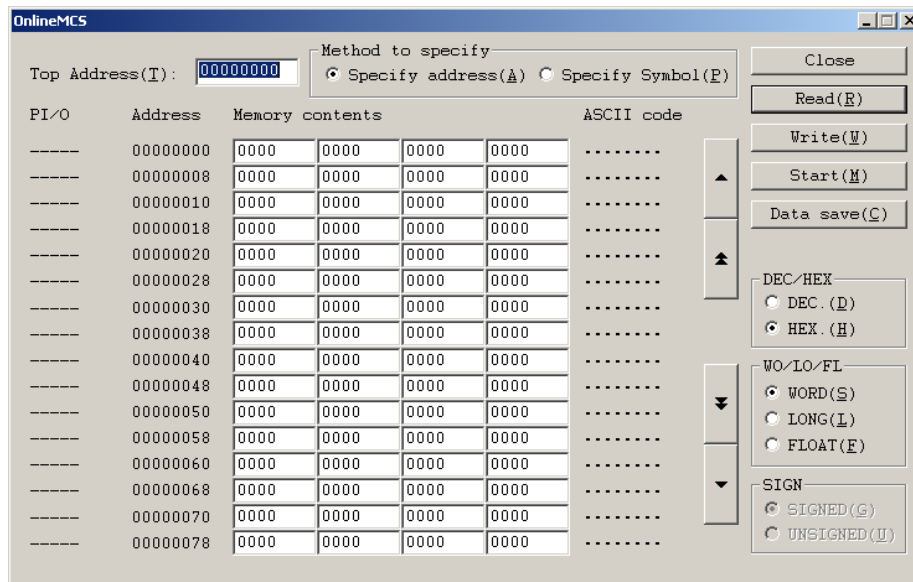 OnlineMCS
Top Address(T): 00000000
Method to specify
Specify address(A) Specify Symbol(P)
Close
Read(R)
Write(W)
Start(M)
Data save(C)
PI/O Address Memory contents ASCII code
----- 00000000 0000 0000 0000 0000 ........
----- 00000008 0000 0000 0000 0000 ........
----- 00000010 0000 0000 0000 0000 ........
----- 00000018 0000 0000 0000 0000 ........
----- 00000020 0000 0000 0000 0000 ........
----- 00000028 0000 0000 0000 0000 ........
----- 00000030 0000 0000 0000 0000 ........
----- 00000038 0000 0000 0000 0000 ........
----- 00000040 0000 0000 0000 0000 ........
----- 00000048 0000 0000 0000 0000 ........
----- 00000050 0000 0000 0000 0000 ........
----- 00000058 0000 0000 0000 0000 ........
----- 00000060 0000 0000 0000 0000 ........
----- 00000068 0000 0000 0000 0000 ........
----- 00000070 0000 0000 0000 0000 ........
----- 00000078 0000 0000 0000 0000 ........
DEC/HEX
DEC.(D)
HEX.(H)
WO/LO/FL
WORD(S)
LONG(L)
FLOAT(F)
SIGN
SIGNED(G)
UNSIGNED(U)